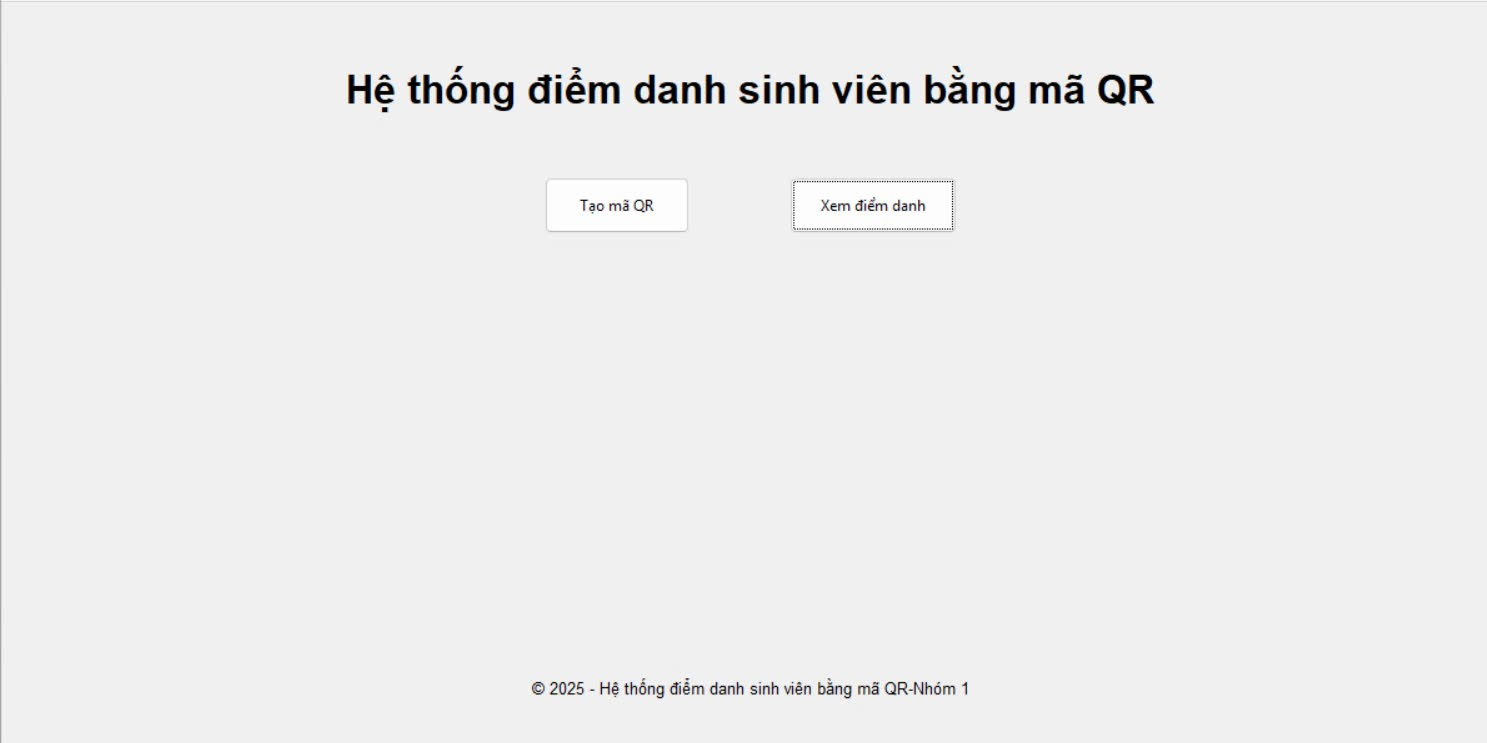 Hệ thống điểm danh sinh viên bằng mã QR
Tạo mã QR
Xem điểm danh
© 2025 - Hệ thống điểm danh sinh viên bằng mã QR-Nhóm 1